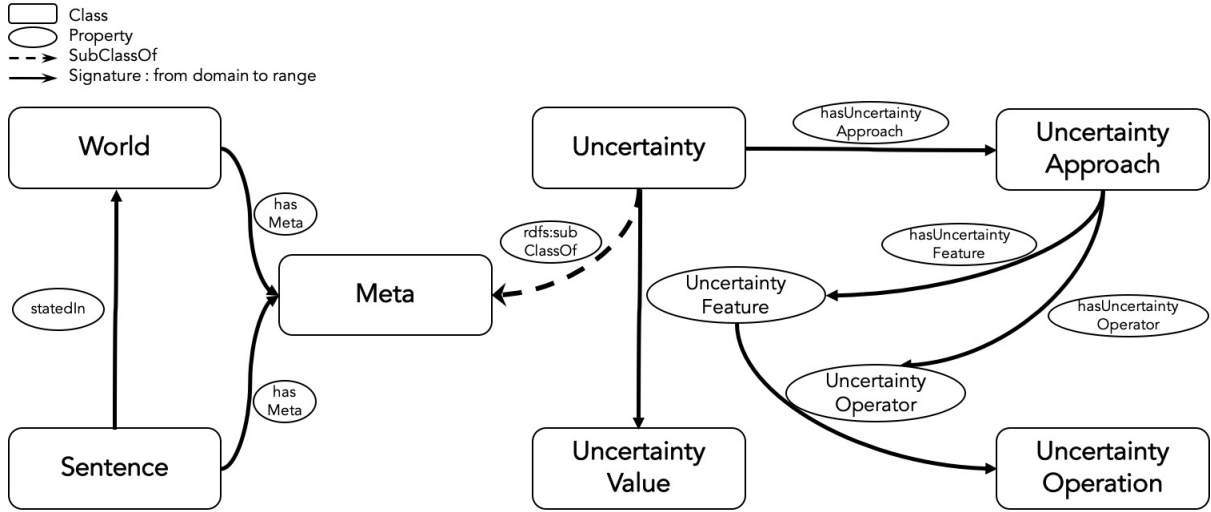 Class
Property
SubClassOf
Signature : from domain to range
World
Uncertainty
hasUncertainty
Approach
Uncertainty
Approach
has
Meta
rdfs:sub
ClassOf
hasUncertainty
Feature
Meta
Uncertainty
Feature
statedIn
hasUncertainty
Operator
has
Meta
Uncertainty
Operator
Sentence
Uncertainty
Value
Uncertainty
Operation